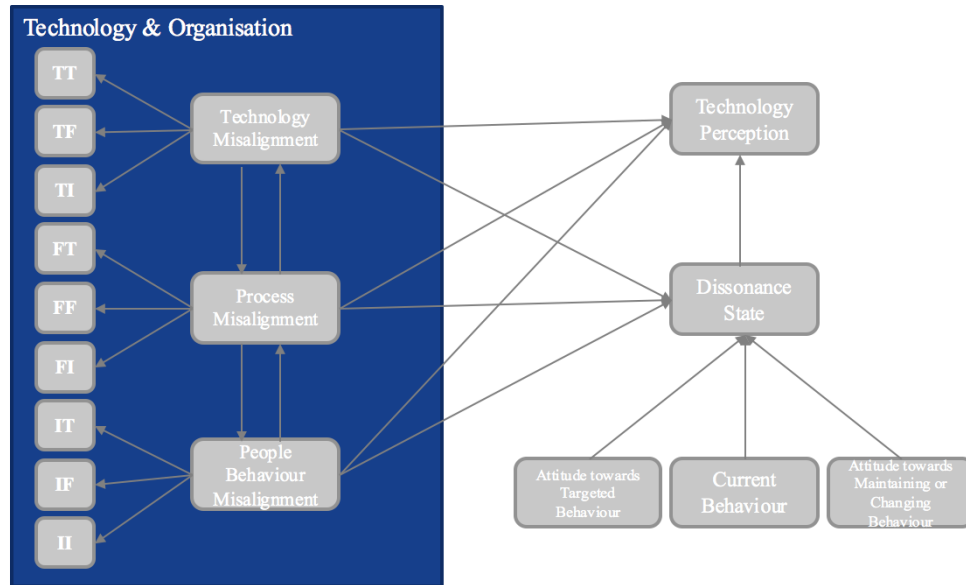 Technology & Organisation
TT
TF
TI
FT
FF
FI
IT
IF
II
Technology
Misalignment
Process
Misalignment
People
Behaviour
Misalignment
Technology
Perception
Dissonance
State
Attitude towards
Targeted
Behaviour
Current
Behaviour
Attitude towards
Maintaining or
Changing
Behaviour